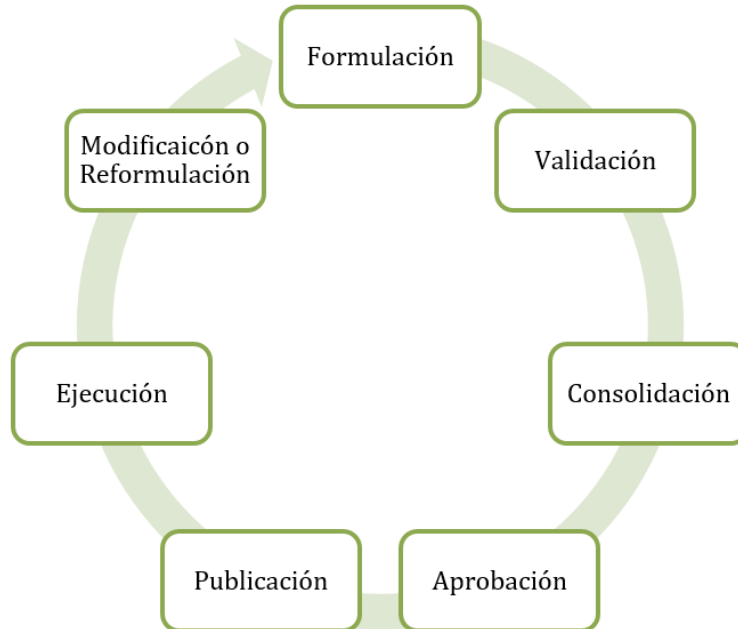 Formulación
Validación
Consolidación
Aprobación
Publicación
Ejecución
Modificaicón o
Reformulación